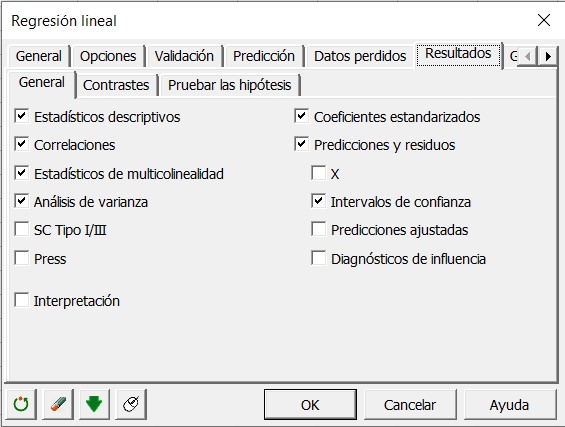 Regresión lineal
General Opciones Validación Predicción Datos perdidos Resultados
General Contrastes Pruebar las hipótesis
Estadísticos descriptivos
Correlaciones
Estadísticos de multicolinealidad
Análisis de varianza
SC Tipo I/III
Press
Interpretación
Coeficientes estandarizados
Predicciones y residuos
X
Intervalos de confianza
Predicciones ajustadas
Diagnósticos de influencia
OK Cancelar Ayuda